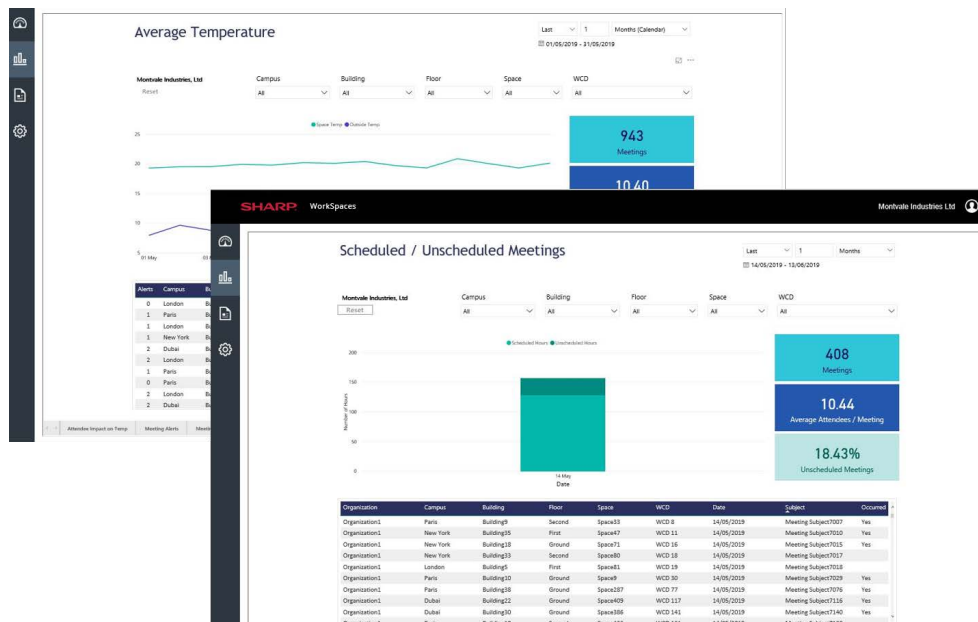 Average Temperature
Last 1 Months (Calendar)
01/05/2019 - 31/05/2019
Montvale Industries, Ltd Campus Building Floor Space WCD
Reset All All All All All
Space Temp Outside Temp
25
20
15
10
5
01 May
943
Meetings
10.40
Alerts Campus
0 London
1 Paris
1 London
1 New York
2 Dubai
2 London
1 Paris
0 Paris
2 London
2 Dubai
Attendee Impact on Temp Meeting Alerts
SHARP WorkSpaces Montvale Industries Ltd
Scheduled / Unscheduled Meetings
Last 1 Months
14/05/2019 - 13/06/2019
Montvale Industries, Ltd Campus Building Floor Space WCD
Reset All All All All All
Scheduled Hours Unscheduled Hours
Number of Hours
200
150
100
50
0
14 May
Date
408
Meetings
10.44
Average Attendees / Meeting
18.43%
Unscheduled Meetings
Organization Campus Building Floor Space WCD Date Subject Occurred
Organization1 Paris Building9 Second Space33 WCD 8 14/05/2019 Meeting Subject7007 Yes
Organization1 New York Building35 First Space47 WCD 11 14/05/2019 Meeting Subject7010 Yes
Organization1 New York Building18 Ground Space71 WCD 16 14/05/2019 Meeting Subject7015 Yes
Organization1 New York Building33 Second Space80 WCD 18 14/05/2019 Meeting Subject7017
Organization1 London Building5 First Space81 WCD 19 14/05/2019 Meeting Subject7018
Organization1 Paris Building10 Ground Space9 WCD 30 14/05/2019 Meeting Subject7029 Yes
Organization1 Paris Building38 Ground Space287 WCD 77 14/05/2019 Meeting Subject7076 Yes
Organization1 Dubai Building22 Ground Space409 WCD 117 14/05/2019 Meeting Subject7116 Yes
Organization1 Dubai Building30 Ground Space386 WCD 141 14/05/2019 Meeting Subject7140 Yes